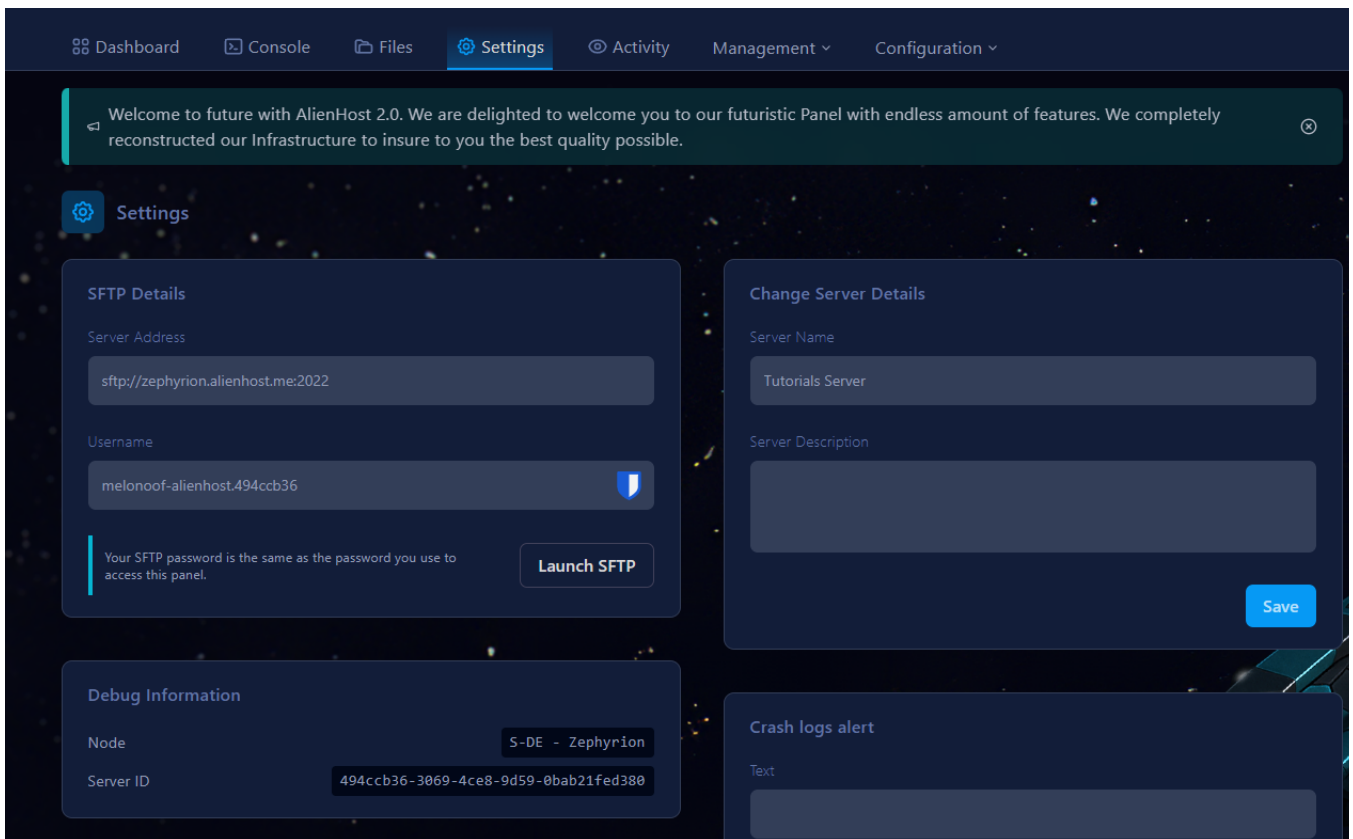 Dashboard
Console
Files
Settings
Activity
Management
Configuration
Welcome to future with AlienHost 2.0. We are delighted to welcome you to our futuristic Panel with endless amount of features. We completely
reconstructed our Infrastructure to insure to you the best quality possible.
Settings
SFTP Details
Server Address
sftp://zephyrion.alienhost.me:2022
Username
melonoof-alienhost.494ccb36
Your SFTP password is the same as the password you use to
access this panel.
Launch SFTP
Debug Information
Node
S-DE - Zephyrion
Server ID
494ccb36-3069-4ce8-9d59-0bab21fed380
Change Server Details
Server Name
Tutorials Server
Server Description
Save
Crash logs alert
Text